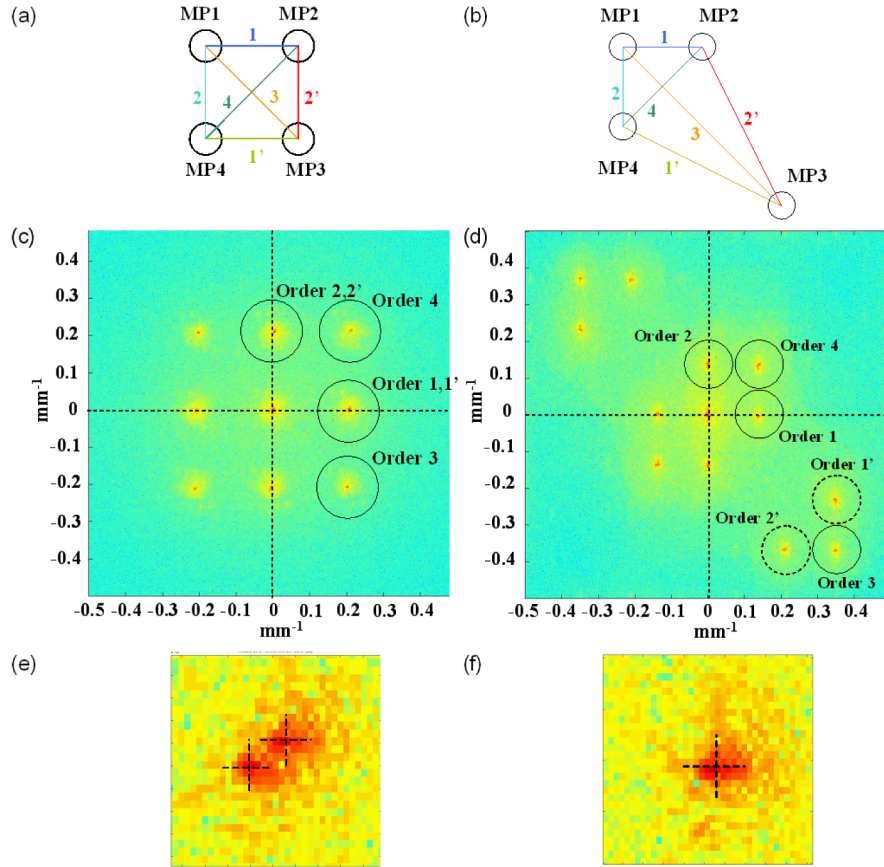 (a)
MP1
MP2
1
2
4
3
2’
MP4
1’
MP3
(b)
MP1
MP2
1
2
4
2’
3
MP4
1’
MP3
(c)
0.4
0.3
0.2
0.1
0
-0.1
-0.2
-0.3
-0.4
mm-1
Order 2,2’
Order 4
Order 1,1’
Order 3
-0.5 -0.4 -0.3 -0.2 -0.1 0 0.1 0.2 0.3 0.4
mm-1
(d)
0.4
0.3
0.2
0.1
0
-0.1
-0.2
-0.3
-0.4
mm-1
Order 2
Order 4
Order 1
Order 1’
Order 2’
Order 3
-0.5 -0.4 -0.3 -0.2 -0.1 0 0.1 0.2 0.3 0.4
mm-1
(e)
(f)